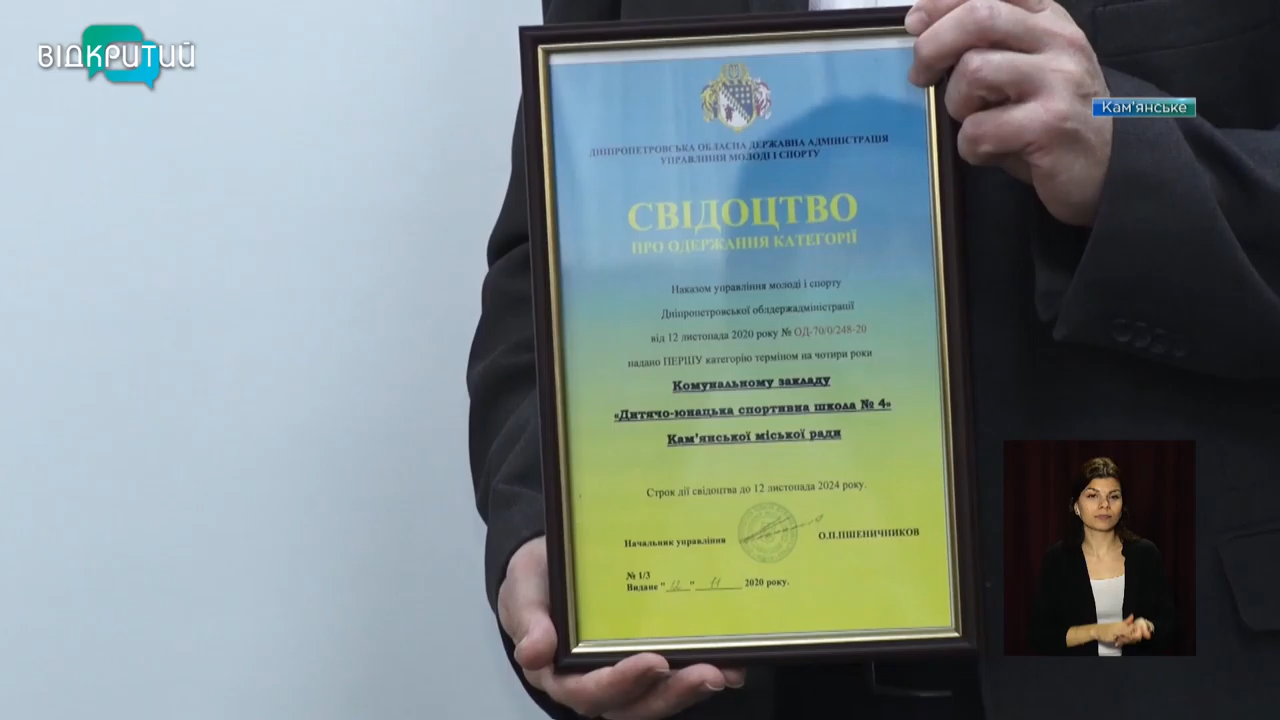 ВІДКРИТИЙ
Кам'янське
ДНІПРОПЕТРОВСЬКА ОБЛАСНА ДЕРЖАВНА АДМІНІСТРАЦІЯ
УПРАВЛІННЯ МОЛОДІ І СПОРТУ
СВІДОЦТВО
ПРО ОДЕРЖАННЯ КАТЕГОРІЇ
Наказом управління молоді і спорту
Дніпропетровської облдержадміністрації
від 12 листопада 2020 року № ОД-70/0/248-20
надано ПЕРШУ категорію терміном на чотири роки
Комунальному закладу
«Дитячо-юнацька спортивна школа № 4»
Кам'янської міської ради
Строк дії свідоцтва до 12 листопада 2024 року.
Начальник управління О.П.ПШЕНИЧНИКОВ
№ 1/3
Видане "12" 11 2020 року.